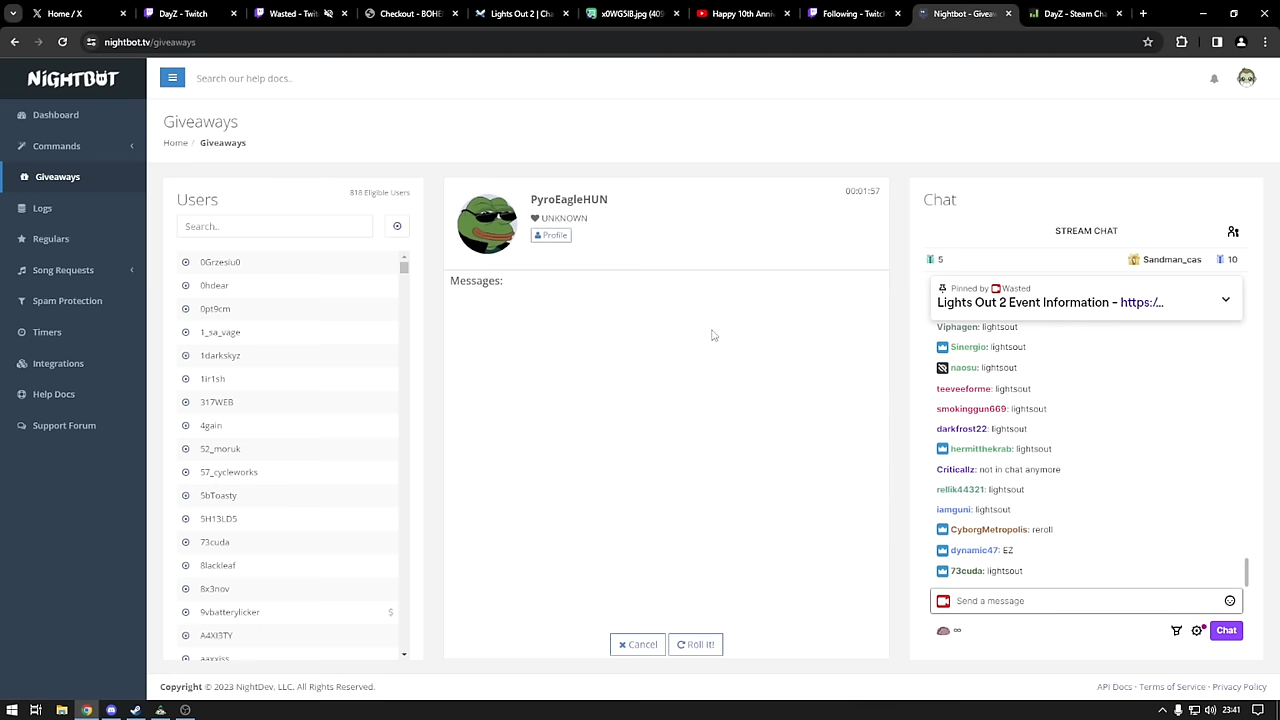 Home / X
DayZ - Twitch
Wasted - Twi
Checkout - BOHE
Lights Out 2 | Ch
x0WG5IB.jpg (40
Happy 10th Anni
Following - Twitc
Nightbot
DayZ - Steam Ch
nightbot.tv/giveaways
NIGHTBOT
Search our help docs..
Dashboard
Commands
Giveaways
Logs
Regulars
Song Requests
Spam Protection
Timers
Integrations
Help Docs
Support Forum
Giveaways
Home / Giveaways
Users
818 Eligible Users
Search..
0Grzesiu0
0hdear
0pt9cm
1_sa_vage
1darkskyz
1ir1sh
317WEB
4gain
52_moruk
57_cycleworks
5bToasty
5H13LD5
73cuda
8lackleaf
8x3nov
9vbatterylicker $
A4XI3TY
aaxxiss
PyroEagleHUN
00:01:57
UNKNOWN
Profile
Messages:
Cancel
Roll It!
Chat
STREAM CHAT
5
Sandman_cas
10
Pinned by Wasted
Lights Out 2 Event Information - https:/...
Viphagen: lightsout
Sinergio: lightsout
naosu: lightsout
teeveeforme: lightsout
smokinggun669: lightsout
darkfrost22: lightsout
hermitthekrab: lightsout
Criticallz: not in chat anymore
rellik44321: lightsout
iamguni: lightsout
CyborgMetropolis: reroll
dynamic47: EZ
73cuda: lightsout
Send a message
∞
Chat
Copyright © 2023 NightDev, LLC. All Rights Reserved.
API Docs - Terms of Service - Privacy Policy
23:41